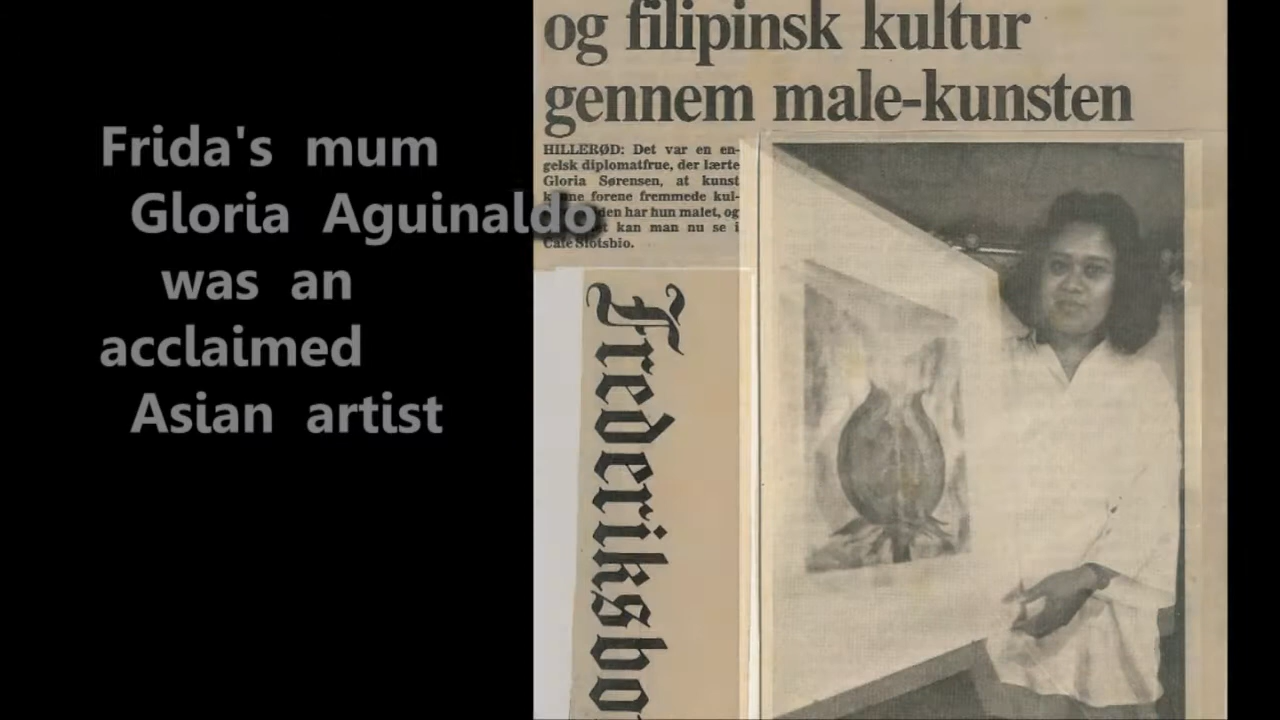 Frida's mum
Gloria Aguinaldo
was an
acclaimed
Asian artist
og filipinsk kultur
gennem male-kunsten
HILLERØD: Det var en en-
gelsk diplomatfrue, der lærte
Gloria Sørensen, at kunst
forene fremmede kul-
den har hun malet, og
kan man nu se i
Café Slotsbio.
Frederiksbo